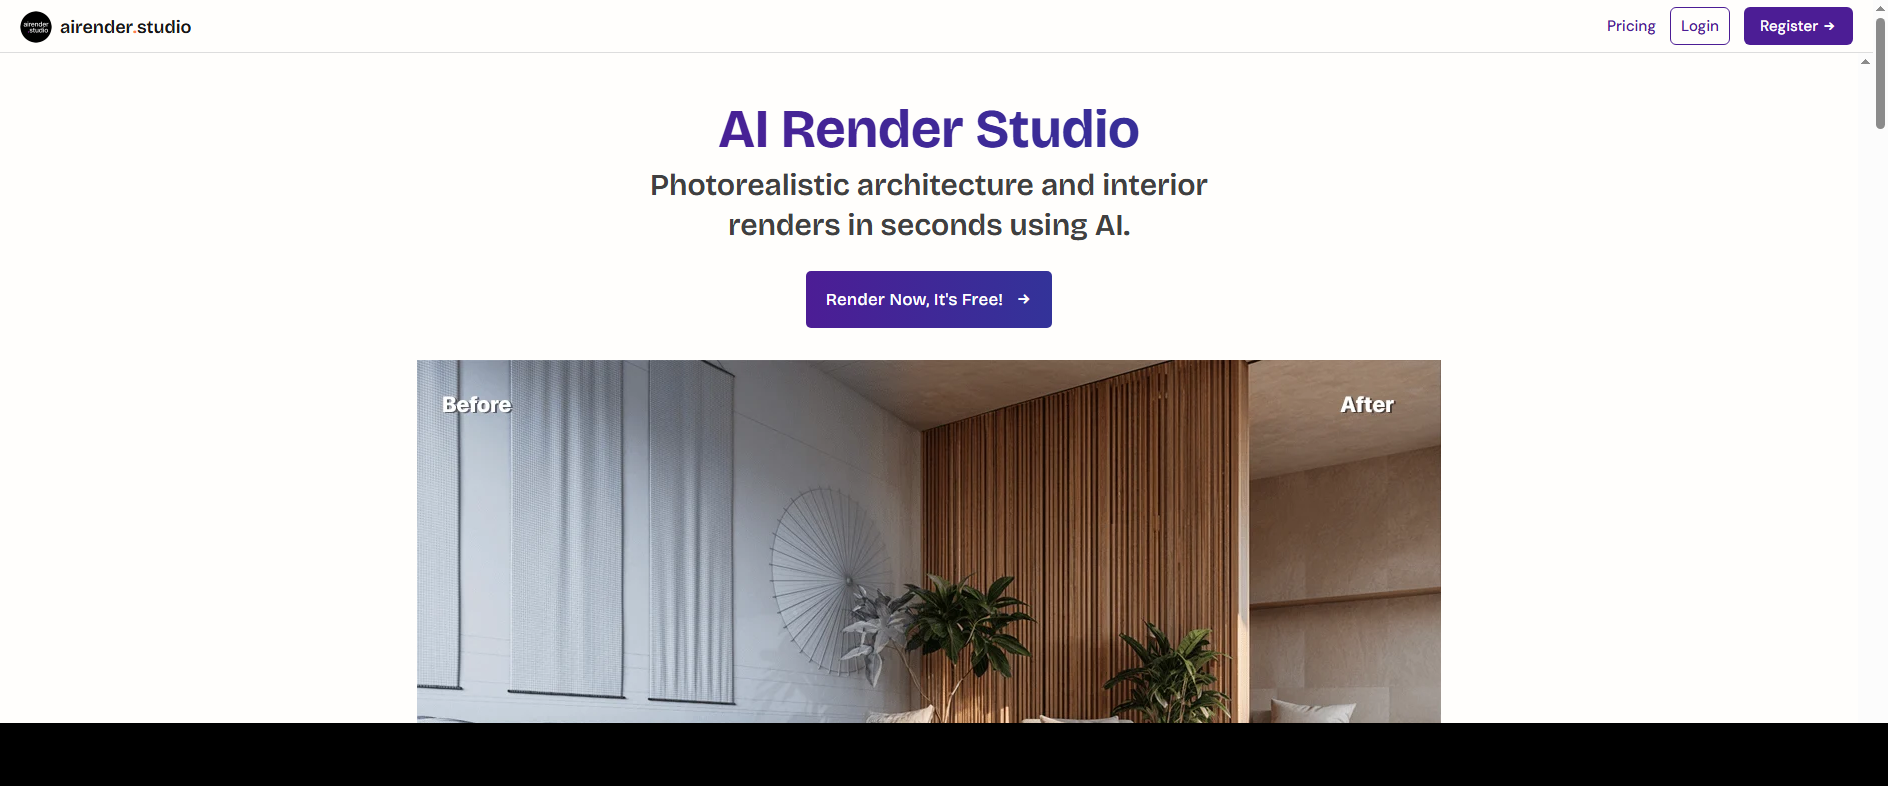 airender
.studio
airender.studio
Pricing
Login
Register →
AI Render Studio
Photorealistic architecture and interior
renders in seconds using AI.
Render Now, It's Free! →
Before
After